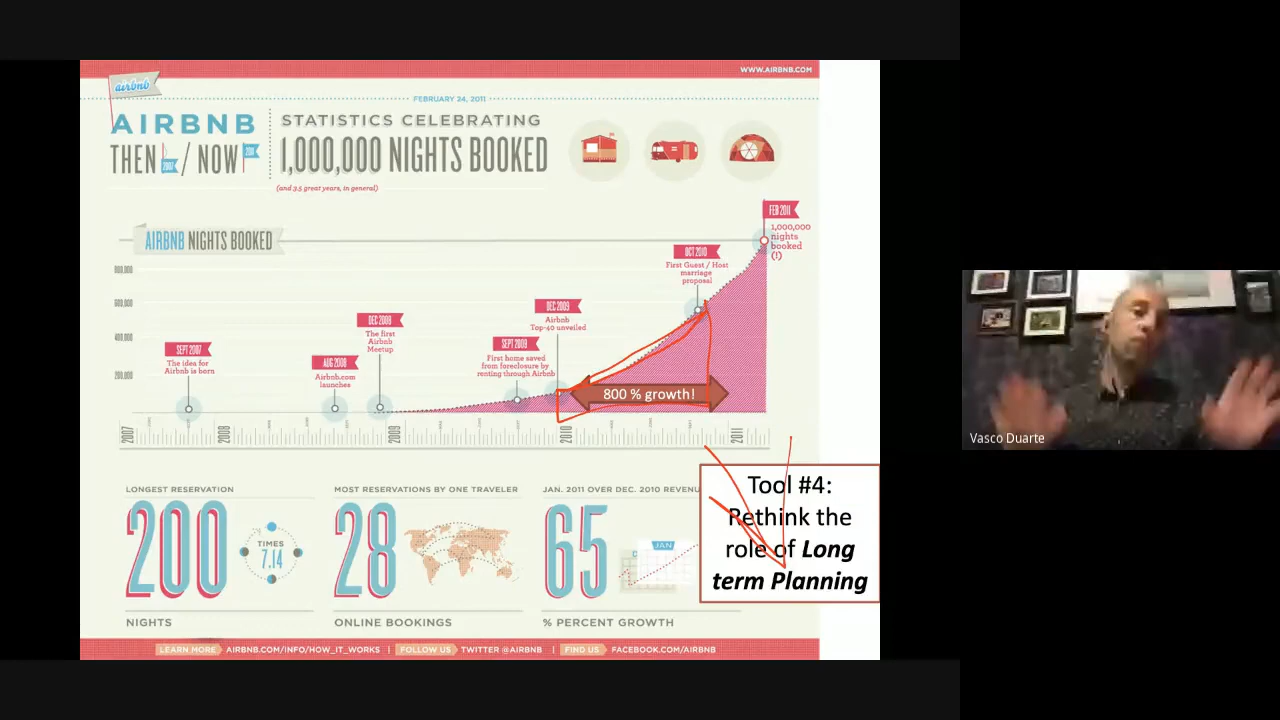 WWW.AIRBNB.COM
airbnb
FEBRUARY 24, 2011
AIRBNB
THEN 2007 / NOW 2011
STATISTICS CELEBRATING
1,000,000 NIGHTS BOOKED
(and 3.5 great years, in general)
AIRBNB NIGHTS BOOKED
FEB 2011
1,000,000
nights
booked
(!)
OCT 2010
First Guest / Host
marriage
proposal
DEC 2009
Airbnb
Top-40 unveiled
SEPT 2009
First home saved
from foreclosure by
renting through Airbnb
DEC 2008
The first
Airbnb
Meetup
AUG 2008
Airbnb.com
launches
SEPT 2007
The idea for
Airbnb is born
800,000
600,000
400,000
200,000
800 % growth!
2007
2008
2009
2010
2011
LONGEST RESERVATION
200
TIMES
7.14
NIGHTS
MOST RESERVATIONS BY ONE TRAVELER
28
ONLINE BOOKINGS
JAN. 2011 OVER DEC. 2010 REVENU
65
JAN
% PERCENT GROWTH
Tool #4:
Rethink the
role of Long
term Planning
LEARN MORE AIRBNB.COM/INFO/HOW_IT_WORKS | FOLLOW US TWITTER @AIRBNB | FIND US FACEBOOK.COM/AIRBNB
Vasco Duarte